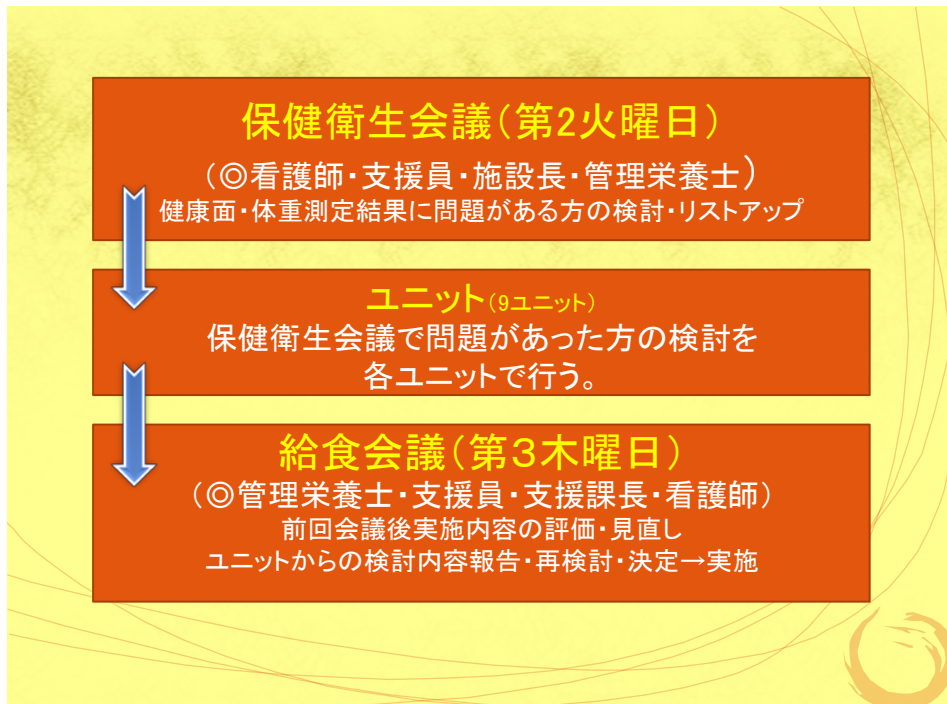 保健衛生会議(第2火曜日)
(◎看護師・支援員・施設長・管理栄養士)
健康面・体重測定結果に問題がある方の検討・リストアップ
ユニット(9ユニット)
保健衛生会議で問題があった方の検討を
各ユニットで行う。
給食会議(第3木曜日)
(◎管理栄養士・支援員・支援課長・看護師)
前回会議後実施内容の評価・見直し
ユニットからの検討内容報告・再検討・決定→実施